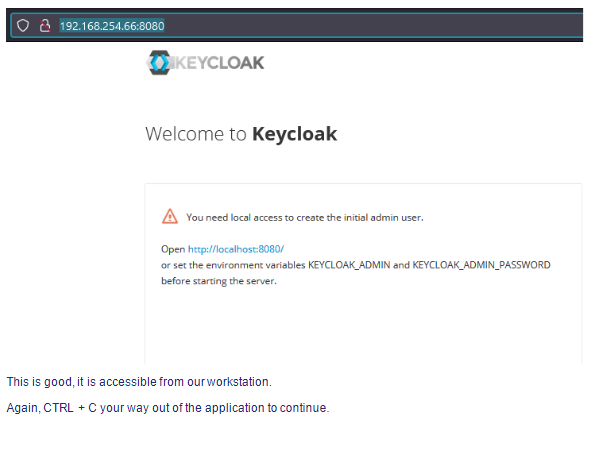 192.168.254.66:8080
KEYCLOAK
Welcome to Keycloak
You need local access to create the initial admin user.
Open http://localhost:8080/
or set the environment variables KEYCLOAK_ADMIN and KEYCLOAK_ADMIN_PASSWORD
before starting the server.
This is good, it is accessible from our workstation.
Again, CTRL + C your way out of the application to continue.